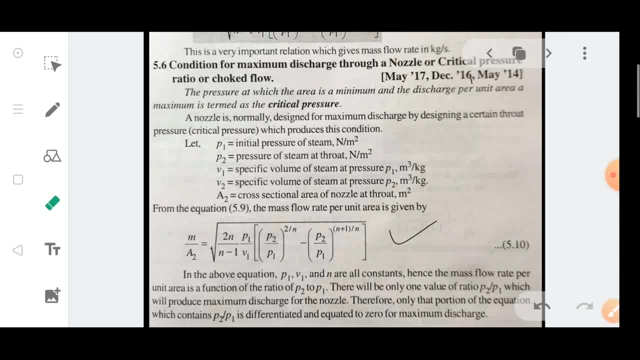 This is a very important relation which gives mass flow rate in kg/s.
5.6 Condition for maximum discharge through a Nozzle or Critical pressure
ratio or choked flow. [May '17, Dec. '16, May '14]
The pressure at which the area is a minimum and the discharge per unit area a
maximum is termed as the critical pressure.
A nozzle is, normally, designed for maximum discharge by designing a certain throat
pressure (critical pressure) which produces this condition.
Let, p₁ = initial pressure of steam, N/m²
p₂ = pressure of steam at throat, N/m²
v₁ = specific volume of steam at pressure p₁, m³/kg
v₂ = specific volume of steam at pressure p₂, m³/kg.
A₂ = cross sectional area of nozzle at throat, m²
From the equation (5.9), the mass flow rate per unit area is given by
m/A₂ = √(2n/(n−1) p₁/v₁ [(p₂/p₁)^(2/n) − (p₂/p₁)^((n+1)/n)]) ...(5.10)
In the above equation, p₁, v₁, and n are all constants, hence the mass flow rate per
unit area is a function of the ratio of p₂ to p₁. There will be only one value of ratio p₂/p₁ which
will produce maximum discharge for the nozzle. Therefore, only that portion of the equation
which contains p₂/p₁ is differentiated and equated to zero for maximum discharge.
Tт